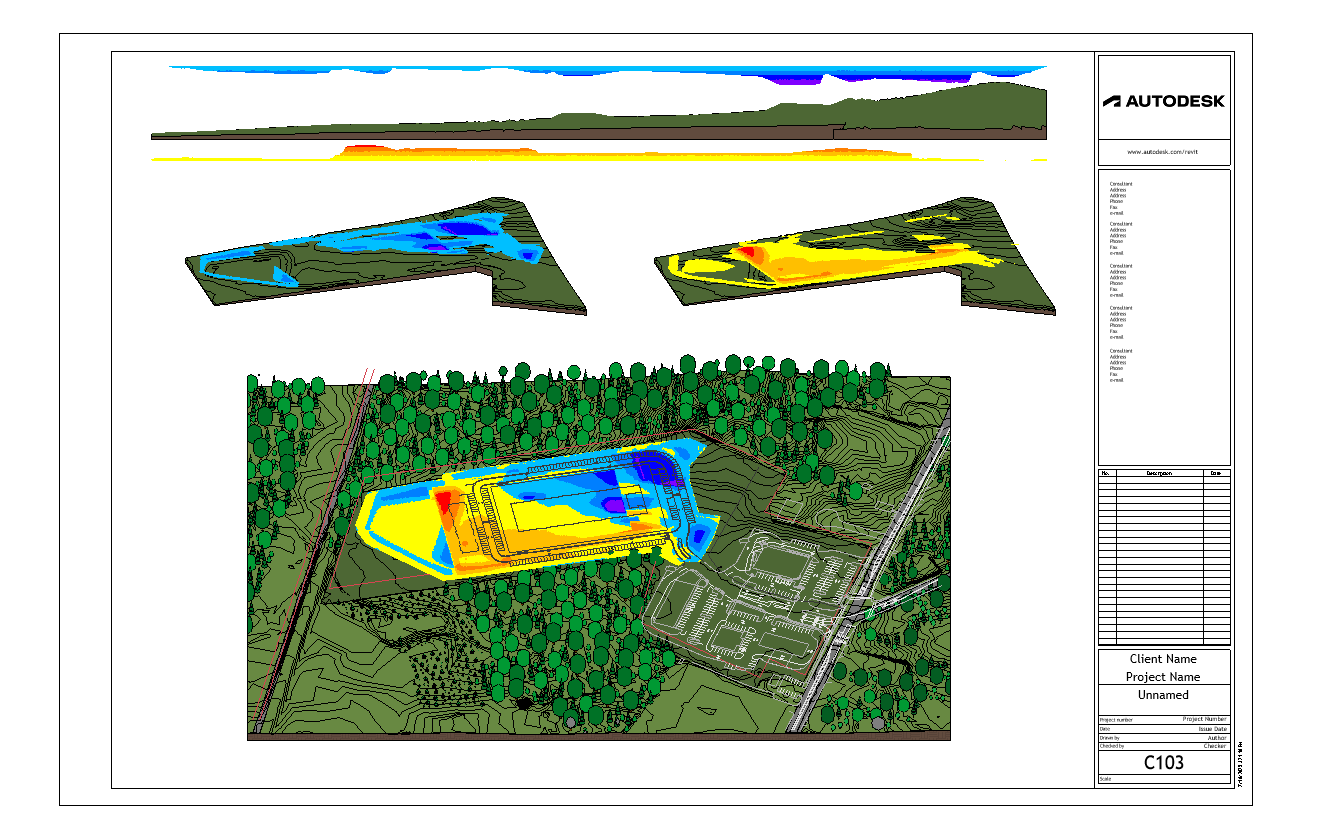 AUTODESK
www.autodesk.com/revit
Consultant
Address
Address
Phone
Fax
e-mail
Consultant
Address
Address
Phone
Fax
e-mail
Consultant
Address
Address
Phone
Fax
e-mail
Consultant
Address
Address
Phone
Fax
e-mail
Consultant
Address
Address
Phone
Fax
e-mail
No. Description Date
Client Name
Project Name
Unnamed
Project number Project Number
Date Issue Date
Drawn by Author
Checked by Checker
C103
Scale